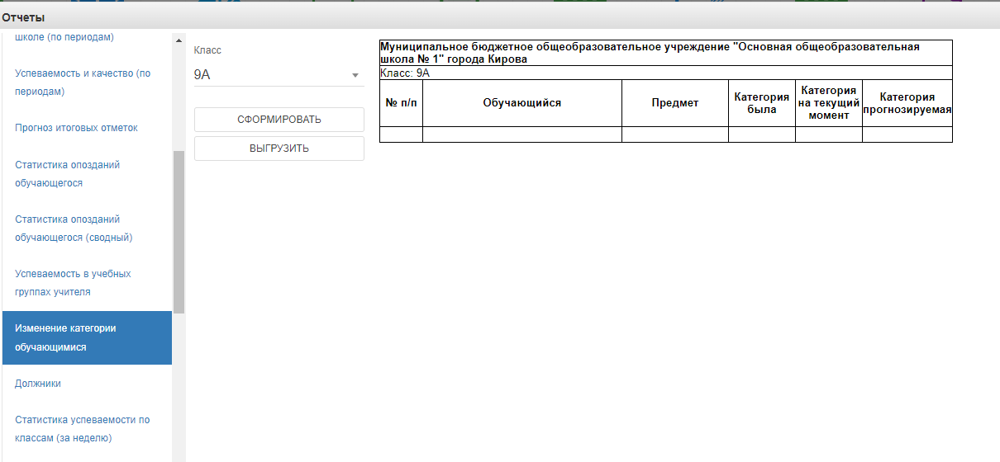 Отчеты
школе (по периодам)
Успеваемость и качество (по
периодам)
Прогноз итоговых отметок
Статистика опозданий
обучающегося
Статистика опозданий
обучающегося (сводный)
Успеваемость в учебных
группах учителя
Изменение категории
обучающимися
Должники
Статистика успеваемости по
классам (за неделю)
Класс
9А
СФОРМИРОВАТЬ
ВЫГРУЗИТЬ
Муниципальное бюджетное общеобразовательное учреждение "Основная общеобразовательная
школа № 1" города Кирова
Класс: 9А
№ п/п
Обучающийся
Предмет
Категория
была
Категория
на текущий
момент
Категория
прогнозируемая